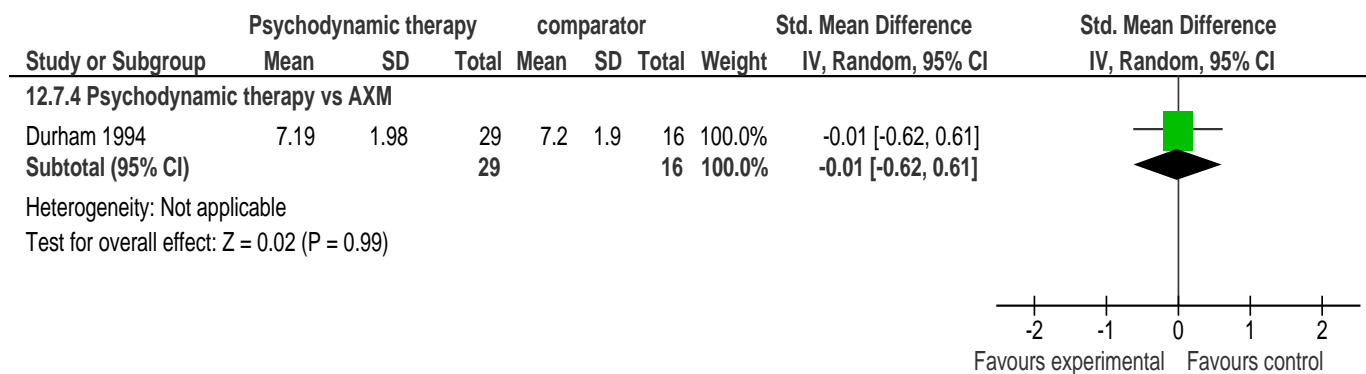 Psychodynamic therapy comparator Std. Mean Difference Std. Mean Difference
Study or Subgroup Mean SD Total Mean SD Total Weight IV, Random, 95% CI IV, Random, 95% CI
12.7.4 Psychodynamic therapy vs AXM
Durham 1994 7.19 1.98 29 7.2 1.9 16 100.0% -0.01 [-0.62, 0.61]
Subtotal (95% CI) 29 16 100.0% -0.01 [-0.62, 0.61]
Heterogeneity: Not applicable
Test for overall effect: Z = 0.02 (P = 0.99)
-2 -1 0 1 2
Favours experimental Favours control